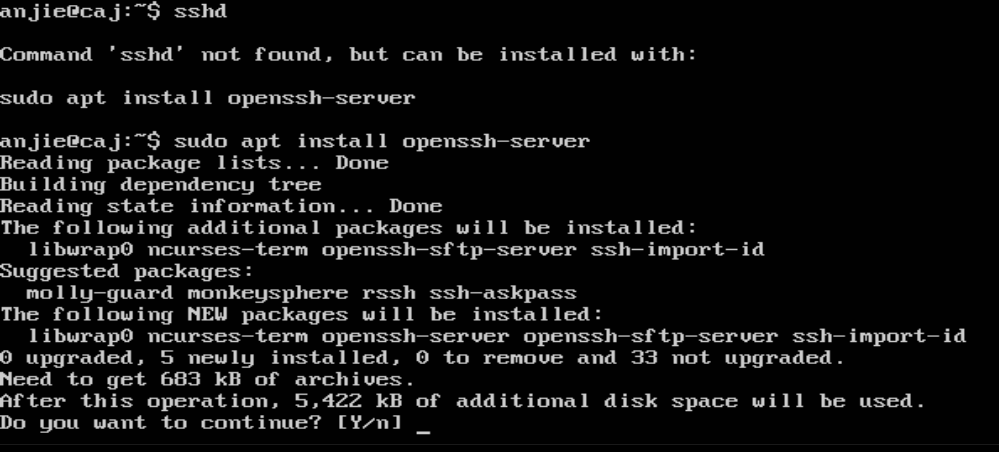 anjie@caj:~$ sshd
Command 'sshd' not found, but can be installed with:
sudo apt install openssh-server
anjie@caj:~$ sudo apt install openssh-server
Reading package lists... Done
Building dependency tree
Reading state information... Done
The following additional packages will be installed:
  libwrap0 ncurses-term openssh-sftp-server ssh-import-id
Suggested packages:
  molly-guard monkeysphere rssh ssh-askpass
The following NEW packages will be installed:
  libwrap0 ncurses-term openssh-server openssh-sftp-server ssh-import-id
0 upgraded, 5 newly installed, 0 to remove and 33 not upgraded.
Need to get 683 kB of archives.
After this operation, 5,422 kB of additional disk space will be used.
Do you want to continue? [Y/n] _